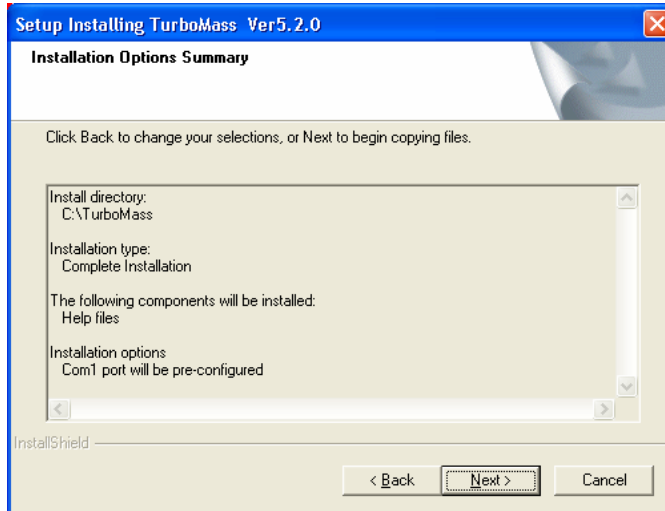 Setup Installing TurboMass Ver5.2.0
Installation Options Summary
Click Back to change your selections, or Next to begin copying files.
Install directory:
C:\TurboMass
Installation type:
Complete Installation
The following components will be installed:
Help files
Installation options
Com1 port will be pre-configured
InstallShield
< Back
Next >
Cancel